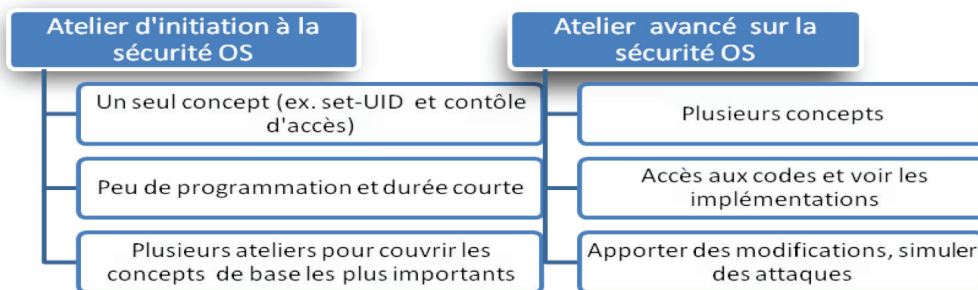 Atelier d'initiation à la
sécurité OS
Un seul concept (ex. set-UID et contôle
d'accès)
Peu de programmation et durée courte
Plusieurs ateliers pour couvrir les
concepts de base les plus importants
Atelier avancé sur la
sécurité OS
Plusieurs concepts
Accès aux codes et voir les
implémentations
Apporter des modifications, simuler
des attaques